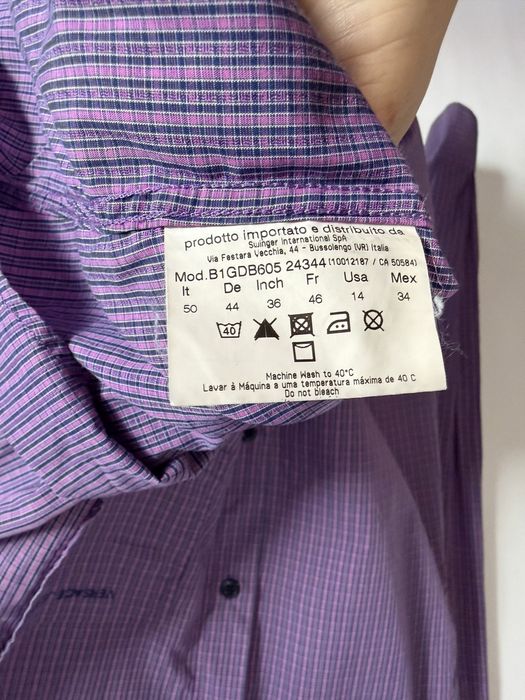 prodotto importato e distribuito da
Swinger International SpA
Via Festara Vecchia, 44 - Bussolengo (VR) Italia
Mod.B1GDB605 24344 (10012187 / CA 50584)
It De Inch Fr Usa Mex
50 44 36 46 14 34
40
Machine Wash to 40°C
Lavar à Máquina a uma temperatura máxima de 40 C
Do not bleach
VERSACE